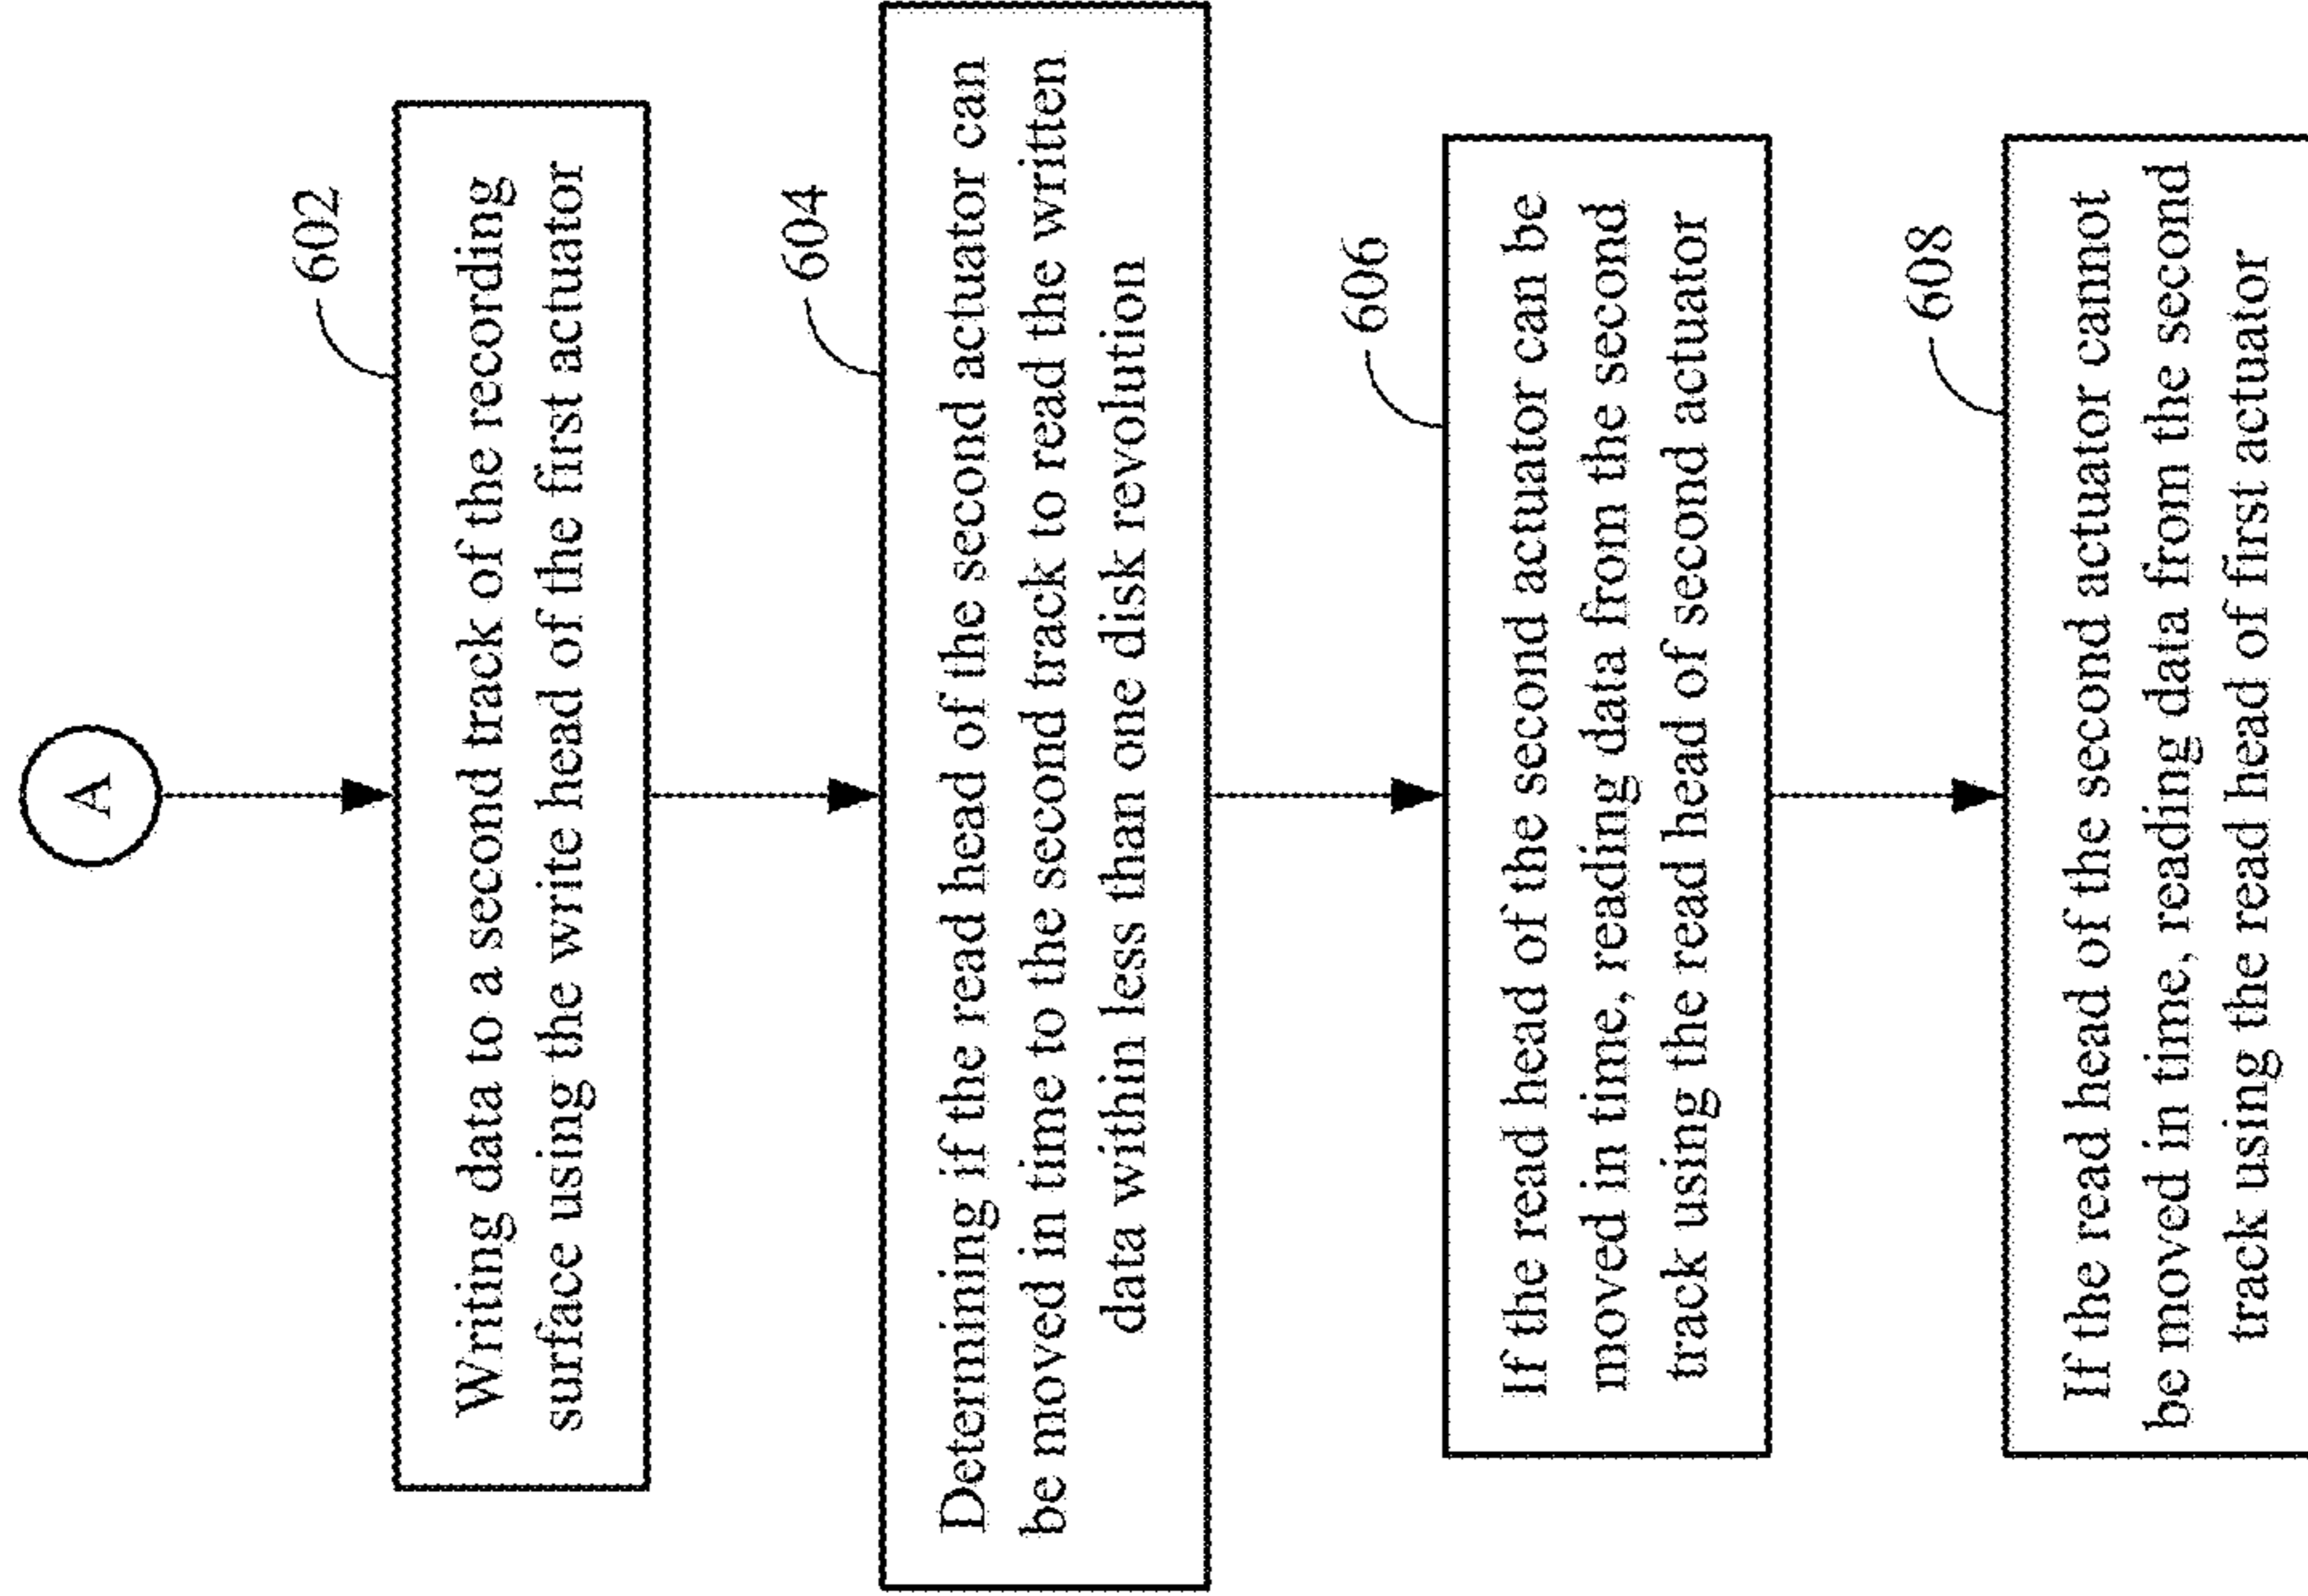 A
602
Writing data to a second track of the recording
surface using the write head of the first actuator
604
Determining if the read head of the second actuator can
be moved in time to the second track to read the written
data within less than one disk revolution
606
If the read head of the second actuator can be
moved in time, reading data from the second
track using the read head of second actuator
608
If the read head of the second actuator cannot
be moved in time, reading data from the second
track using the read head of first actuator